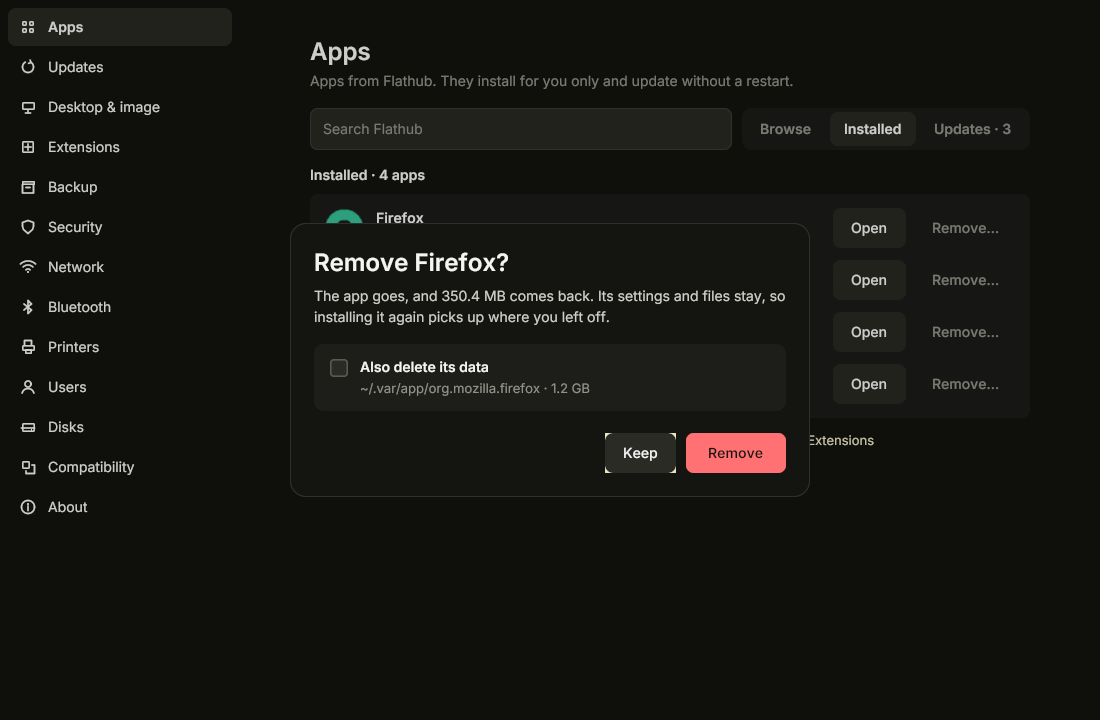 Apps
Updates
Desktop & image
Extensions
Backup
Security
Network
Bluetooth
Printers
Users
Disks
Compatibility
About
Apps
Apps from Flathub. They install for you only and update without a restart.
Search Flathub
Browse
Installed
Updates · 3
Installed · 4 apps
Firefox
Open
Remove...
Open
Remove...
Open
Remove...
Open
Remove...
Extensions
Remove Firefox?
The app goes, and 350.4 MB comes back. Its settings and files stay, so
installing it again picks up where you left off.
Also delete its data
~/.var/app/org.mozilla.firefox · 1.2 GB
Keep
Remove